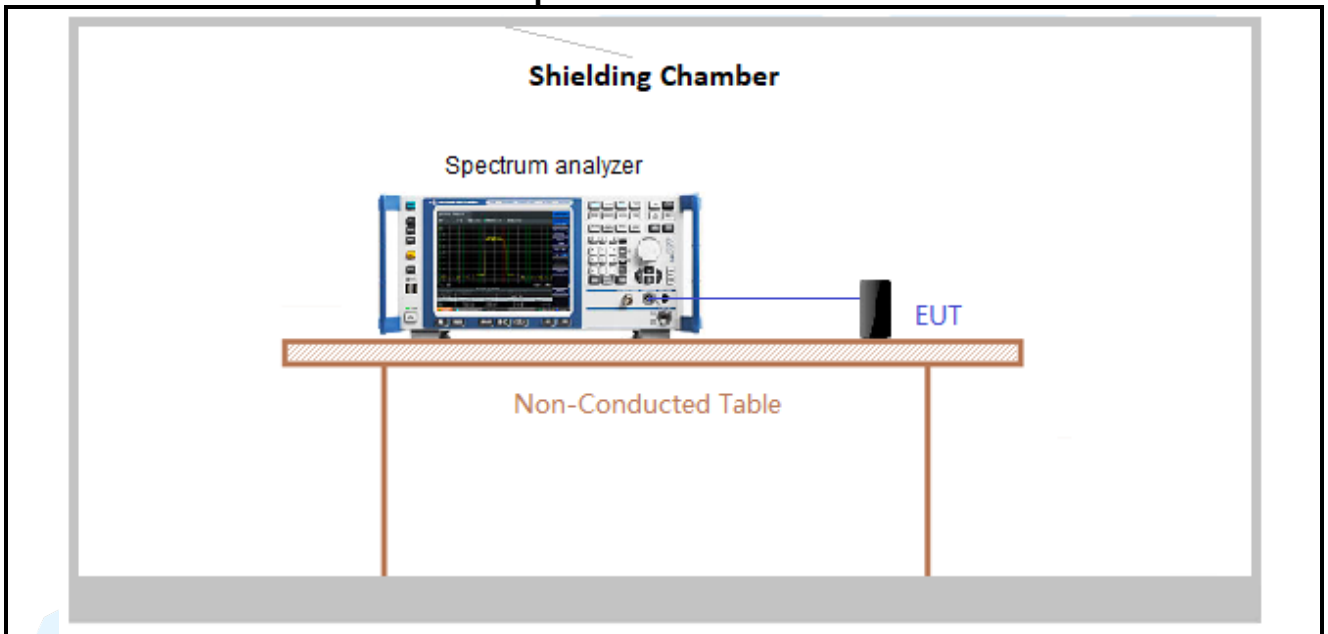 Shielding Chamber
Spectrum analyzer
EUT
Non-Conducted Table